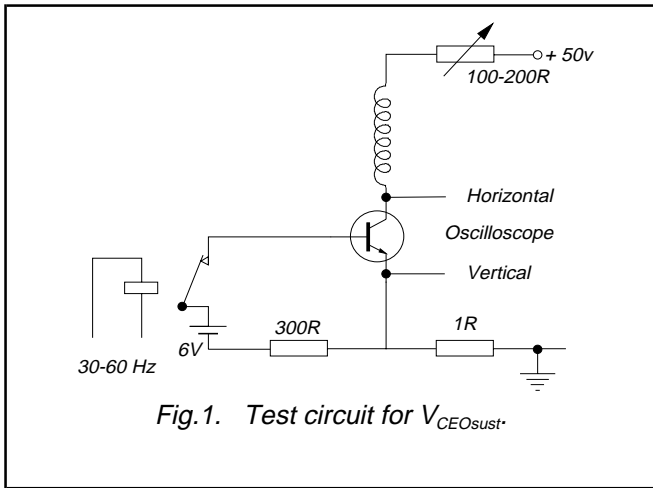 + 50v
100-200R
Horizontal
Oscilloscope
Vertical
300R
1R
6V
30-60 Hz
Fig.1. Test circuit for VCEOsust.